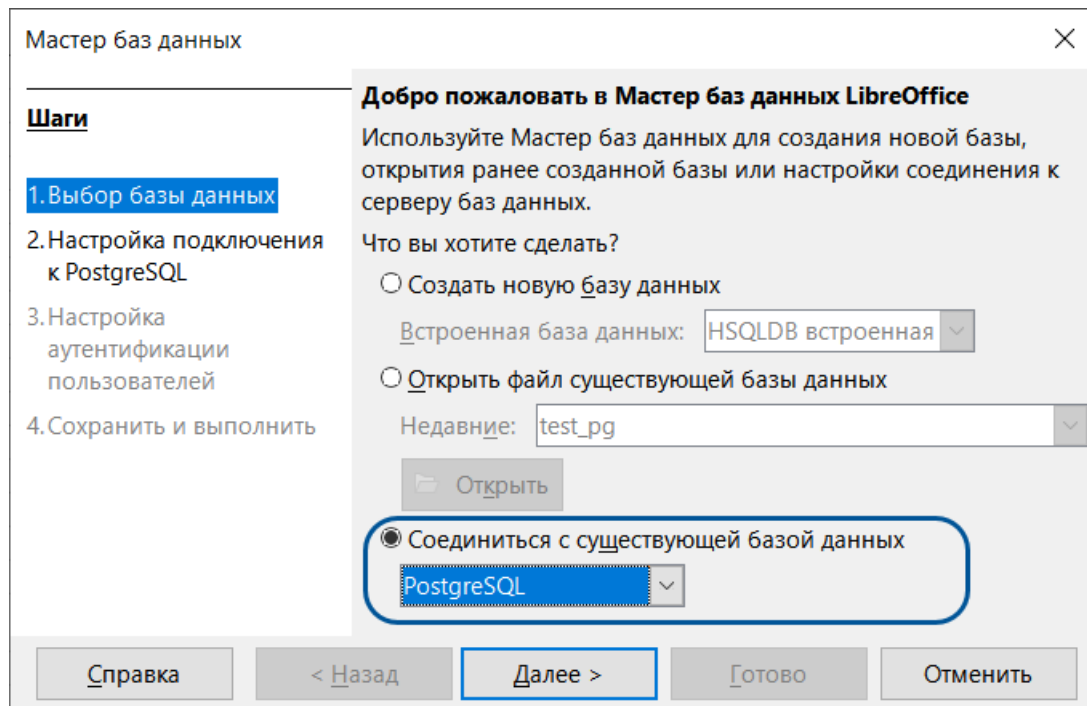 Мастер баз данных
Шаги
1. Выбор базы данных
2. Настройка подключения
к PostgreSQL
3. Настройка
аутентификации
пользователей
4. Сохранить и выполнить
Добро пожаловать в Мастер баз данных LibreOffice
Используйте Мастер баз данных для создания новой базы,
открытия ранее созданной базы или настройки соединения к
серверу баз данных.
Что вы хотите сделать?
Создать новую базу данных
Встроенная база данных: HSQLDB встроенная
Открыть файл существующей базы данных
Недавние: test_pg
Открыть
Соединиться с существующей базой данных
PostgreSQL
Справка
< Назад
Далее >
Готово
Отменить